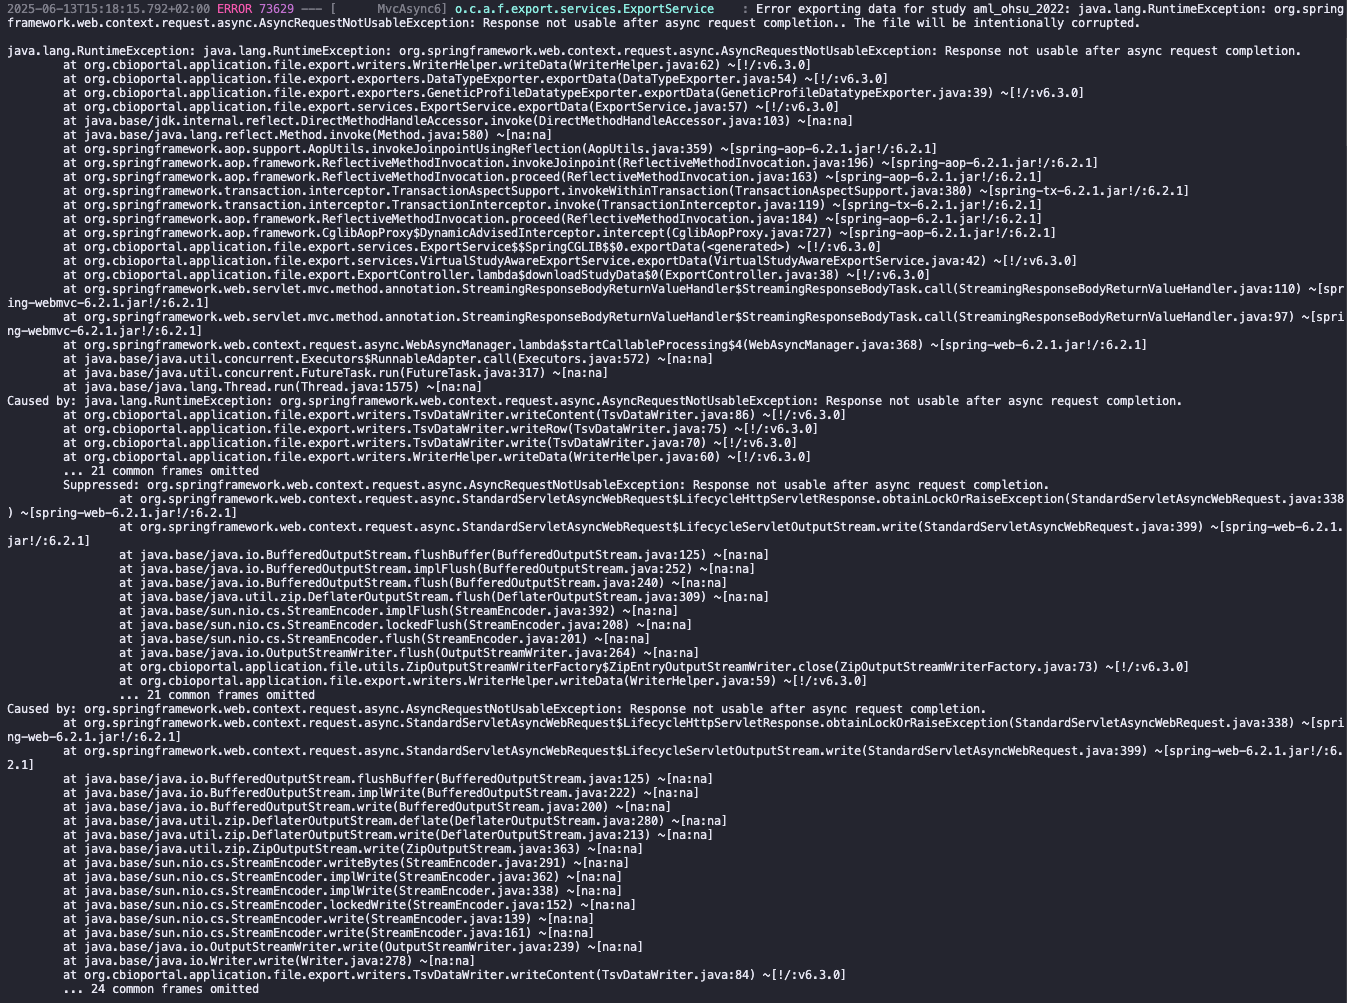 2025-06-13T15:18:15.792+02:00 ERROR 73629 --- [      MvcAsync6] o.c.a.f.export.services.ExportService    : Error exporting data for study aml_ohsu_2022: java.lang.RuntimeException: org.spring
framework.web.context.request.async.AsyncRequestNotUsableException: Response not usable after async request completion.. The file will be intentionally corrupted.

java.lang.RuntimeException: java.lang.RuntimeException: org.springframework.web.context.request.async.AsyncRequestNotUsableException: Response not usable after async request completion.
        at org.cbioportal.application.file.export.writers.WriterHelper.writeData(WriterHelper.java:62) ~[!/:v6.3.0]
        at org.cbioportal.application.file.export.exporters.DataTypeExporter.exportData(DataTypeExporter.java:54) ~[!/:v6.3.0]
        at org.cbioportal.application.file.export.exporters.GeneticProfileDatatypeExporter.exportData(GeneticProfileDatatypeExporter.java:39) ~[!/:v6.3.0]
        at org.cbioportal.application.file.export.services.ExportService.exportData(ExportService.java:57) ~[!/:v6.3.0]
        at java.base/jdk.internal.reflect.DirectMethodHandleAccessor.invoke(DirectMethodHandleAccessor.java:103) ~[na:na]
        at java.base/java.lang.reflect.Method.invoke(Method.java:580) ~[na:na]
        at org.springframework.aop.support.AopUtils.invokeJoinpointUsingReflection(AopUtils.java:359) ~[spring-aop-6.2.1.jar!/:6.2.1]
        at org.springframework.aop.framework.ReflectiveMethodInvocation.invokeJoinpoint(ReflectiveMethodInvocation.java:196) ~[spring-aop-6.2.1.jar!/:6.2.1]
        at org.springframework.aop.framework.ReflectiveMethodInvocation.proceed(ReflectiveMethodInvocation.java:163) ~[spring-aop-6.2.1.jar!/:6.2.1]
        at org.springframework.transaction.interceptor.TransactionAspectSupport.invokeWithinTransaction(TransactionAspectSupport.java:380) ~[spring-tx-6.2.1.jar!/:6.2.1]
        at org.springframework.transaction.interceptor.TransactionInterceptor.invoke(TransactionInterceptor.java:119) ~[spring-tx-6.2.1.jar!/:6.2.1]
        at org.springframework.aop.framework.ReflectiveMethodInvocation.proceed(ReflectiveMethodInvocation.java:184) ~[spring-aop-6.2.1.jar!/:6.2.1]
        at org.springframework.aop.framework.CglibAopProxy$DynamicAdvisedInterceptor.intercept(CglibAopProxy.java:727) ~[spring-aop-6.2.1.jar!/:6.2.1]
        at org.cbioportal.application.file.export.services.ExportService$$SpringCGLIB$$0.exportData(<generated>) ~[!/:v6.3.0]
        at org.cbioportal.application.file.export.services.VirtualStudyAwareExportService.exportData(VirtualStudyAwareExportService.java:42) ~[!/:v6.3.0]
        at org.cbioportal.application.file.export.ExportController.lambda$downloadStudyData$0(ExportController.java:38) ~[!/:v6.3.0]
        at org.springframework.web.servlet.mvc.method.annotation.StreamingResponseBodyReturnValueHandler$StreamingResponseBodyTask.call(StreamingResponseBodyReturnValueHandler.java:110) ~[spr
ing-webmvc-6.2.1.jar!/:6.2.1]
        at org.springframework.web.servlet.mvc.method.annotation.StreamingResponseBodyReturnValueHandler$StreamingResponseBodyTask.call(StreamingResponseBodyReturnValueHandler.java:97) ~[spri
ng-webmvc-6.2.1.jar!/:6.2.1]
        at org.springframework.web.context.request.async.WebAsyncManager.lambda$startCallableProcessing$4(WebAsyncManager.java:368) ~[spring-web-6.2.1.jar!/:6.2.1]
        at java.base/java.util.concurrent.Executors$RunnableAdapter.call(Executors.java:572) ~[na:na]
        at java.base/java.util.concurrent.FutureTask.run(FutureTask.java:317) ~[na:na]
        at java.base/java.lang.Thread.run(Thread.java:1575) ~[na:na]
Caused by: java.lang.RuntimeException: org.springframework.web.context.request.async.AsyncRequestNotUsableException: Response not usable after async request completion.
        at org.cbioportal.application.file.export.writers.TsvDataWriter.writeContent(TsvDataWriter.java:86) ~[!/:v6.3.0]
        at org.cbioportal.application.file.export.writers.TsvDataWriter.writeRow(TsvDataWriter.java:75) ~[!/:v6.3.0]
        at org.cbioportal.application.file.export.writers.TsvDataWriter.write(TsvDataWriter.java:70) ~[!/:v6.3.0]
        at org.cbioportal.application.file.export.writers.WriterHelper.writeData(WriterHelper.java:60) ~[!/:v6.3.0]
        ... 21 common frames omitted
        Suppressed: org.springframework.web.context.request.async.AsyncRequestNotUsableException: Response not usable after async request completion.
                at org.springframework.web.context.request.async.StandardServletAsyncWebRequest$LifecycleHttpServletResponse.obtainLockOrRaiseException(StandardServletAsyncWebRequest.java:338
) ~[spring-web-6.2.1.jar!/:6.2.1]
                at org.springframework.web.context.request.async.StandardServletAsyncWebRequest$LifecycleServletOutputStream.write(StandardServletAsyncWebRequest.java:399) ~[spring-web-6.2.1.
jar!/:6.2.1]
                at java.base/java.io.BufferedOutputStream.flushBuffer(BufferedOutputStream.java:125) ~[na:na]
                at java.base/java.io.BufferedOutputStream.implFlush(BufferedOutputStream.java:252) ~[na:na]
                at java.base/java.io.BufferedOutputStream.flush(BufferedOutputStream.java:240) ~[na:na]
                at java.base/java.util.zip.DeflaterOutputStream.flush(DeflaterOutputStream.java:309) ~[na:na]
                at java.base/sun.nio.cs.StreamEncoder.implFlush(StreamEncoder.java:392) ~[na:na]
                at java.base/sun.nio.cs.StreamEncoder.lockedFlush(StreamEncoder.java:208) ~[na:na]
                at java.base/sun.nio.cs.StreamEncoder.flush(StreamEncoder.java:201) ~[na:na]
                at java.base/java.io.OutputStreamWriter.flush(OutputStreamWriter.java:264) ~[na:na]
                at org.cbioportal.application.file.utils.ZipOutputStreamWriterFactory$ZipEntryOutputStreamWriter.close(ZipOutputStreamWriterFactory.java:73) ~[!/:v6.3.0]
                at org.cbioportal.application.file.export.writers.WriterHelper.writeData(WriterHelper.java:59) ~[!/:v6.3.0]
                ... 21 common frames omitted
Caused by: org.springframework.web.context.request.async.AsyncRequestNotUsableException: Response not usable after async request completion.
        at org.springframework.web.context.request.async.StandardServletAsyncWebRequest$LifecycleHttpServletResponse.obtainLockOrRaiseException(StandardServletAsyncWebRequest.java:338) ~[spri
ng-web-6.2.1.jar!/:6.2.1]
        at org.springframework.web.context.request.async.StandardServletAsyncWebRequest$LifecycleServletOutputStream.write(StandardServletAsyncWebRequest.java:399) ~[spring-web-6.2.1.jar!/:6.
2.1]
        at java.base/java.io.BufferedOutputStream.flushBuffer(BufferedOutputStream.java:125) ~[na:na]
        at java.base/java.io.BufferedOutputStream.implWrite(BufferedOutputStream.java:222) ~[na:na]
        at java.base/java.io.BufferedOutputStream.write(BufferedOutputStream.java:200) ~[na:na]
        at java.base/java.util.zip.DeflaterOutputStream.deflate(DeflaterOutputStream.java:280) ~[na:na]
        at java.base/java.util.zip.DeflaterOutputStream.write(DeflaterOutputStream.java:213) ~[na:na]
        at java.base/java.util.zip.ZipOutputStream.write(ZipOutputStream.java:363) ~[na:na]
        at java.base/sun.nio.cs.StreamEncoder.writeBytes(StreamEncoder.java:291) ~[na:na]
        at java.base/sun.nio.cs.StreamEncoder.implWrite(StreamEncoder.java:362) ~[na:na]
        at java.base/sun.nio.cs.StreamEncoder.implWrite(StreamEncoder.java:338) ~[na:na]
        at java.base/sun.nio.cs.StreamEncoder.lockedWrite(StreamEncoder.java:152) ~[na:na]
        at java.base/sun.nio.cs.StreamEncoder.write(StreamEncoder.java:139) ~[na:na]
        at java.base/sun.nio.cs.StreamEncoder.write(StreamEncoder.java:161) ~[na:na]
        at java.base/java.io.OutputStreamWriter.write(OutputStreamWriter.java:239) ~[na:na]
        at java.base/java.io.Writer.write(Writer.java:278) ~[na:na]
        at org.cbioportal.application.file.export.writers.TsvDataWriter.writeContent(TsvDataWriter.java:84) ~[!/:v6.3.0]
        ... 24 common frames omitted